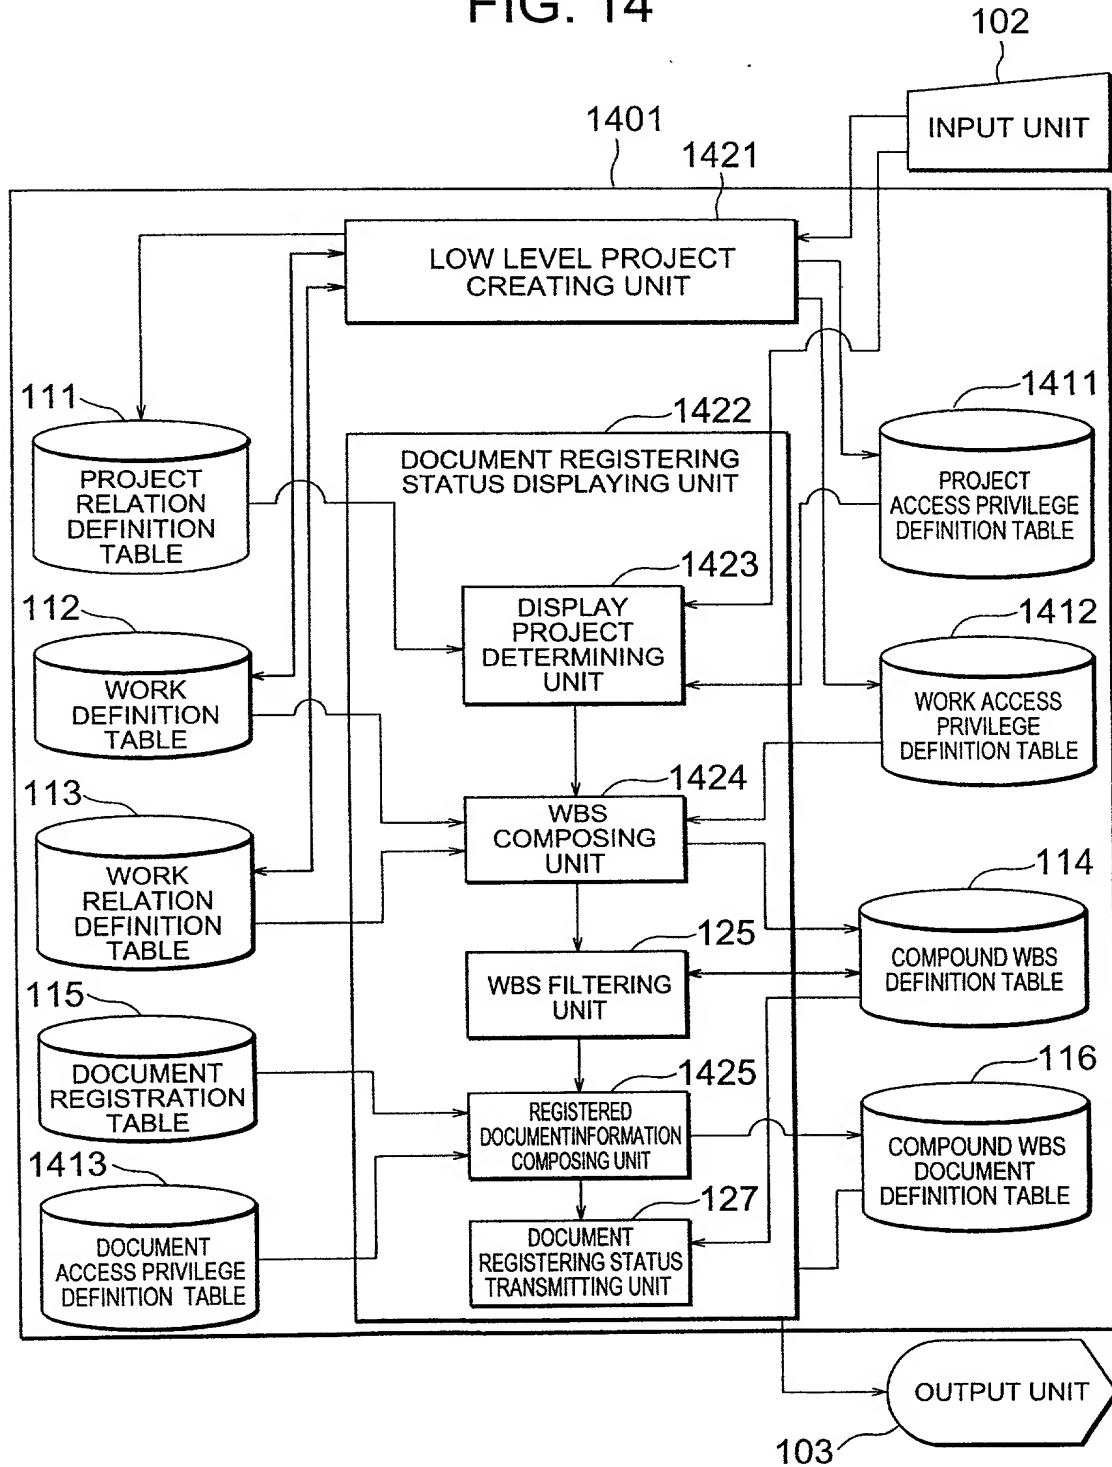 FIG. 14
102
INPUT UNIT
1401
1421
LOW LEVEL PROJECT
CREATING UNIT
111
PROJECT
RELATION
DEFINITION
TABLE
1422
DOCUMENT REGISTERING
STATUS DISPLAYING UNIT
1411
PROJECT
ACCESS PRIVILEGE
DEFINITION TABLE
1423
DISPLAY
PROJECT
DETERMINING
UNIT
112
WORK
DEFINITION
TABLE
1412
WORK ACCESS
PRIVILEGE
DEFINITION TABLE
1424
WBS
COMPOSING
UNIT
113
WORK
RELATION
DEFINITION
TABLE
114
COMPOUND WBS
DEFINITION TABLE
125
WBS FILTERING
UNIT
115
DOCUMENT
REGISTRATION
TABLE
1425
REGISTERED
DOCUMENTINFORMATION
COMPOSING UNIT
116
COMPOUND WBS
DOCUMENT
DEFINITION TABLE
1413
DOCUMENT
ACCESS PRIVILEGE
DEFINITION TABLE
127
DOCUMENT
REGISTERING STATUS
TRANSMITTING UNIT
OUTPUT UNIT
103